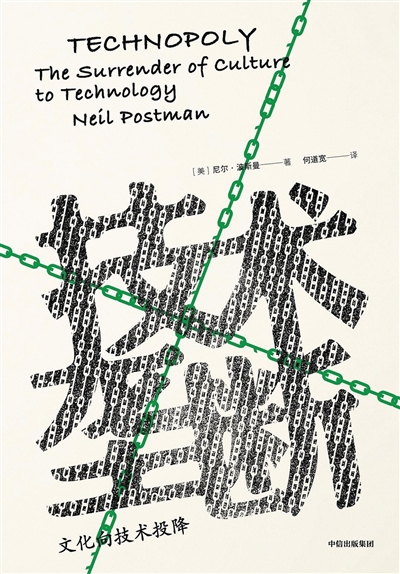 TECHNOPOLY
The Surrender of Culture
to Technology
Neil Postman
[美]尼尔·波斯曼——著 何道宽——译
技术
垄断
文化向技术投降
中信出版集团